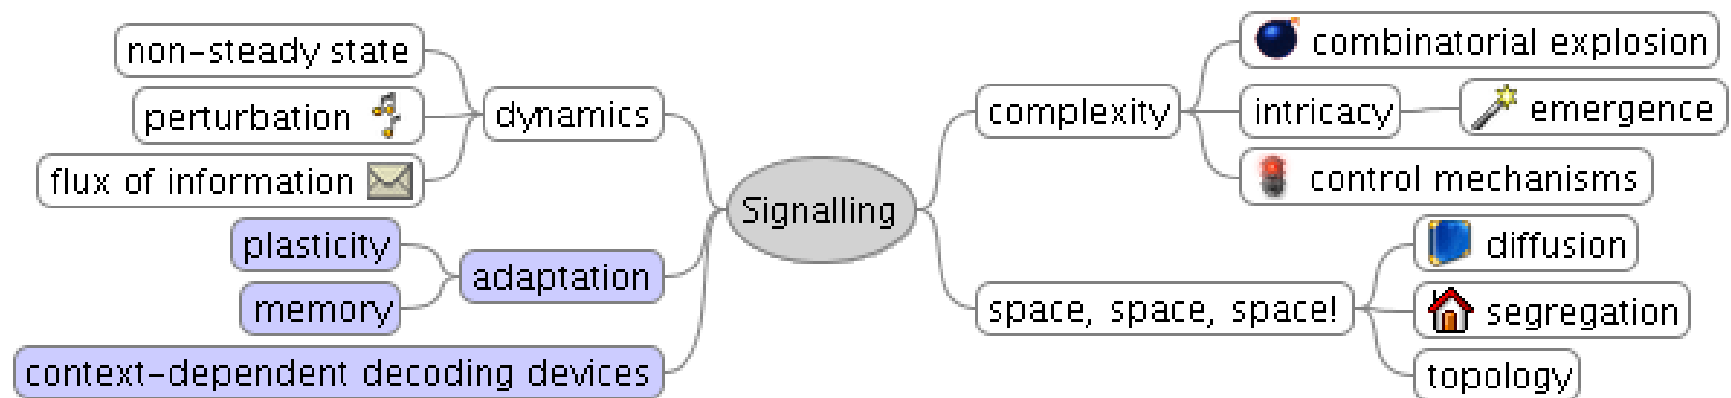 non-steady state
perturbation
flux of information
dynamics
plasticity
memory
adaptation
context-dependent decoding devices
Signalling
complexity
combinatorial explosion
intricacy
emergence
control mechanisms
space, space, space!
diffusion
segregation
topology